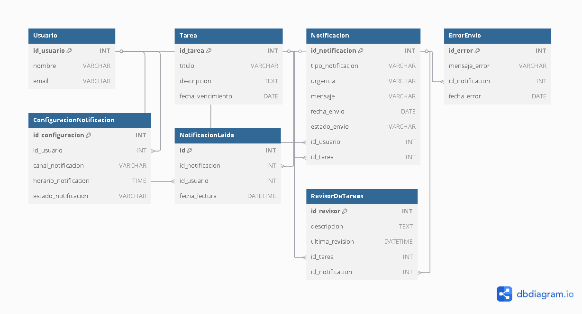 Usuario
id_usuario INT
nombre VARCHAR
email VARCHAR
Tarea
id_tarea INT
titulo VARCHAR
descripcion TEXT
fecha_vencimiento DATE
Notificacion
id_notificacion INT
tipo_notificacion VARCHAR
urgencia VARCHAR
mensaje VARCHAR
fecha_envio DATE
estado_envio VARCHAR
id_usuario INT
id_tarea INT
ErrorEnvio
id_error INT
mensaje_error VARCHAR
id_notificacion INT
fecha_error DATE
ConfiguracionNotificacion
id_configuracion INT
id_usuario INT
canal_notificacion VARCHAR
horario_notificacion TIME
estado_notificacion VARCHAR
NotificacionLeida
id INT
id_notificacion INT
id_usuario INT
fecha_lectura DATETIME
RevisorDeTareas
id_revisor INT
descripcion TEXT
ultima_revision DATETIME
id_tarea INT
id_notificacion INT
dbdiagram.io